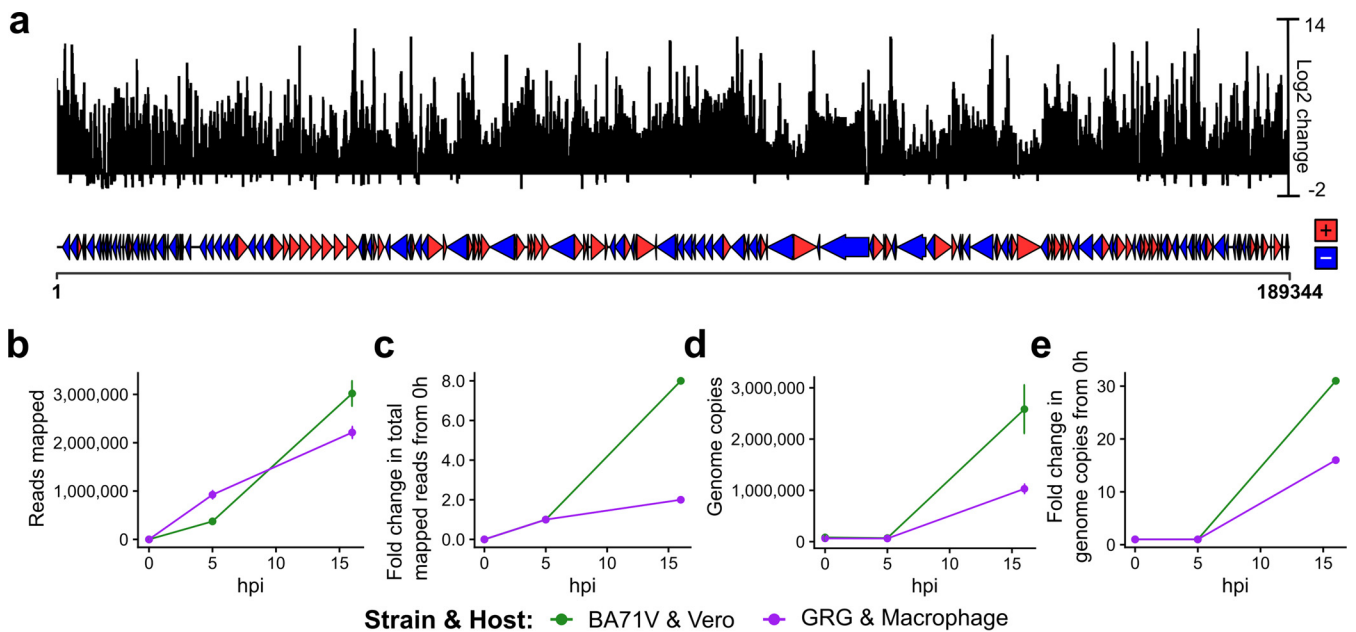 a
14
Log2 change
-2
+
−
1
189344
b
Reads mapped
3,000,000
2,000,000
1,000,000
0
0
5
10
15
hpi
c
Fold change in total
mapped reads from 0h
8.0
6.0
4.0
2.0
0.0
0
5
10
15
hpi
d
Genome copies
3,000,000
2,000,000
1,000,000
0
0
5
10
15
hpi
e
Fold change in
genome copies from 0h
30
20
10
0
0
5
10
15
hpi
Strain & Host: BA71V & Vero GRG & Macrophage